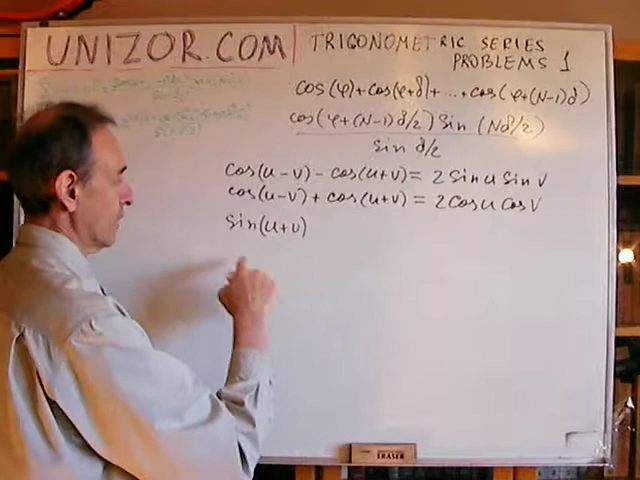 UNIZOR.COM
TRIGONOMETRIC SERIES
PROBLEMS 1
cos(φ)+cos(φ+δ)+...+cos(φ+(N-1)δ)
cos(φ+(N-1)δ/2) sin (Nδ/2)
sin δ/2
cos(u-v) - cos(u+v) = 2 sin u sin v
cos(u-v) + cos(u+v) = 2 cos u cos v
sin(u+v)
ERASER